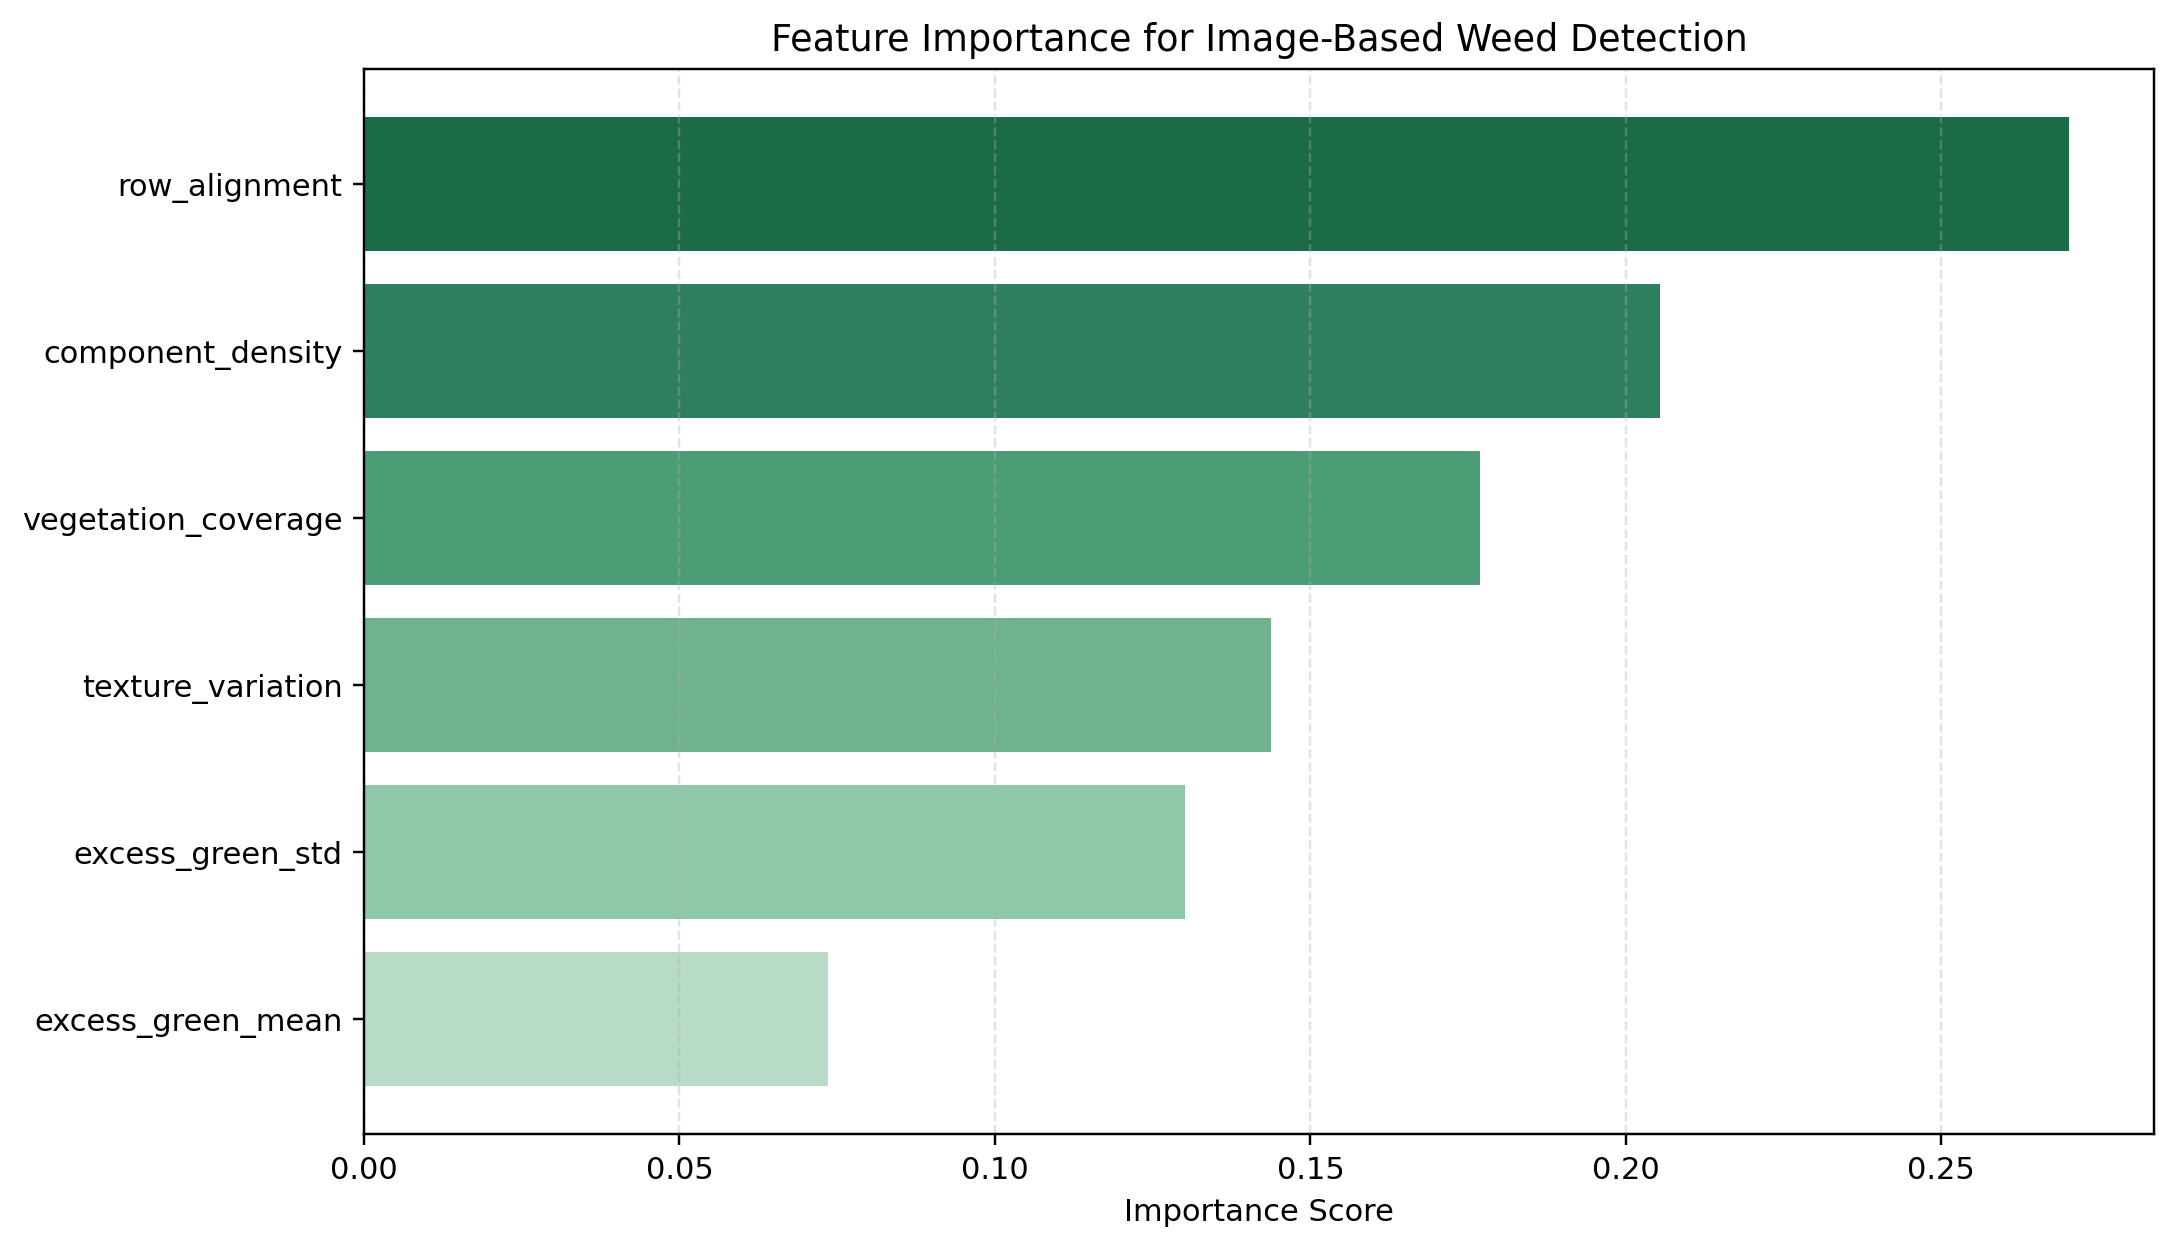 Feature Importance for Image-Based Weed Detection
row_alignment
component_density
vegetation_coverage
texture_variation
excess_green_std
excess_green_mean
0.00 0.05 0.10 0.15 0.20 0.25
Importance Score